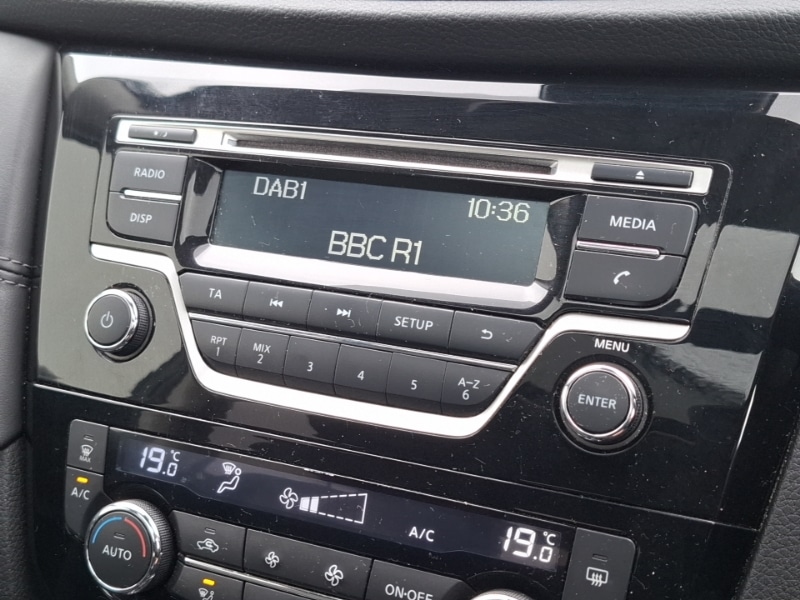 RADIO
DISP
DAB1
10:36
BBC R1
MEDIA
TA
SETUP
RPT
1
MIX
2
3
4
5
A-Z
6
MENU
ENTER
MAX
A/C
19.0°C
A/C
19.0°C
AUTO
ON·OFF